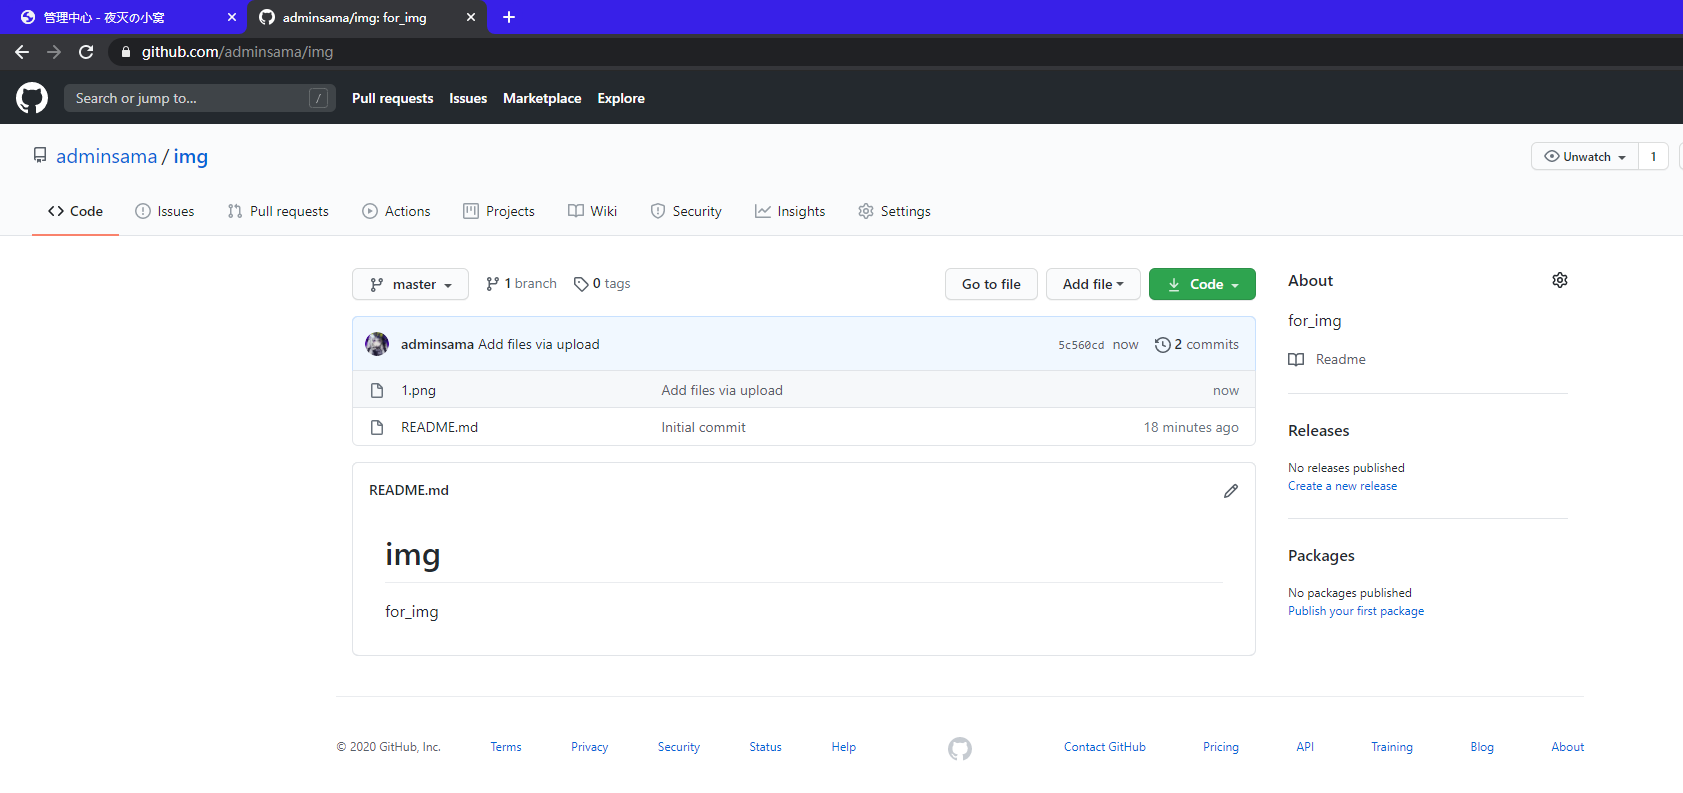 管理中心 - 夜灭の小窝
adminsama/img: for_img
github.com/adminsama/img
Search or jump to...
/
Pull requests
Issues
Marketplace
Explore
adminsama / img
Unwatch
1
Code
Issues
Pull requests
Actions
Projects
Wiki
Security
Insights
Settings
master
1 branch
0 tags
Go to file
Add file
Code
adminsama Add files via upload
5c560cd now
2 commits
1.png
Add files via upload
now
README.md
Initial commit
18 minutes ago
README.md
img
for_img
About
for_img
Readme
Releases
No releases published
Create a new release
Packages
No packages published
Publish your first package
© 2020 GitHub, Inc.
Terms
Privacy
Security
Status
Help
Contact GitHub
Pricing
API
Training
Blog
About